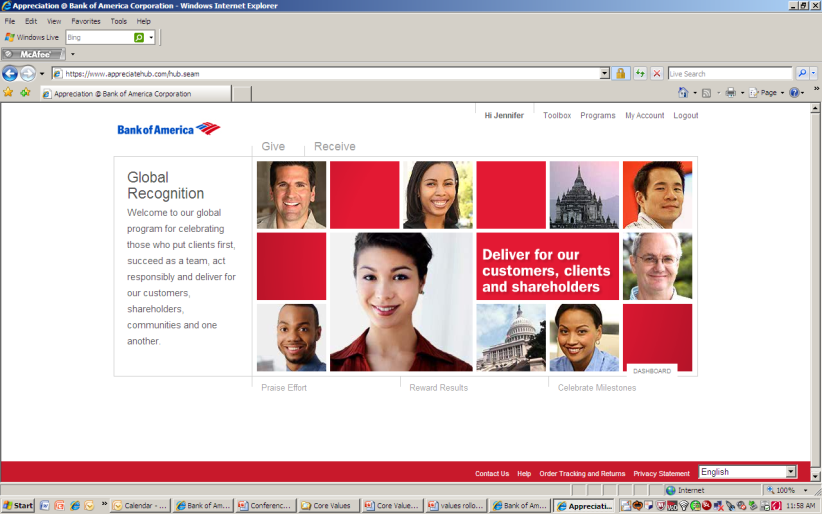 Appreciation @ Bank of America Corporation - Windows Internet Explorer
File Edit View Favorites Tools Help
Windows Live Bing
McAfee
https://www.appreciatehub.com/hub.seam Live Search
Appreciation @ Bank of America Corporation Page
Hi Jennifer Toolbox Programs My Account Logout
Bank of America
Give Receive
Global
Recognition
Welcome to our global
program for celebrating
those who put clients first,
succeed as a team, act
responsibly and deliver for
our customers,
shareholders,
communities and one
another.
Deliver for our
customers, clients
and shareholders
DASHBOARD
Praise Effort Reward Results Celebrate Milestones
Contact Us Help Order Tracking and Returns Privacy Statement English
Internet 100%
Start Calendar - ... Bank of Am... Conferenc... Core Values Core Value... values rollo... Bank of Am... Appreciati... 11:58 AM